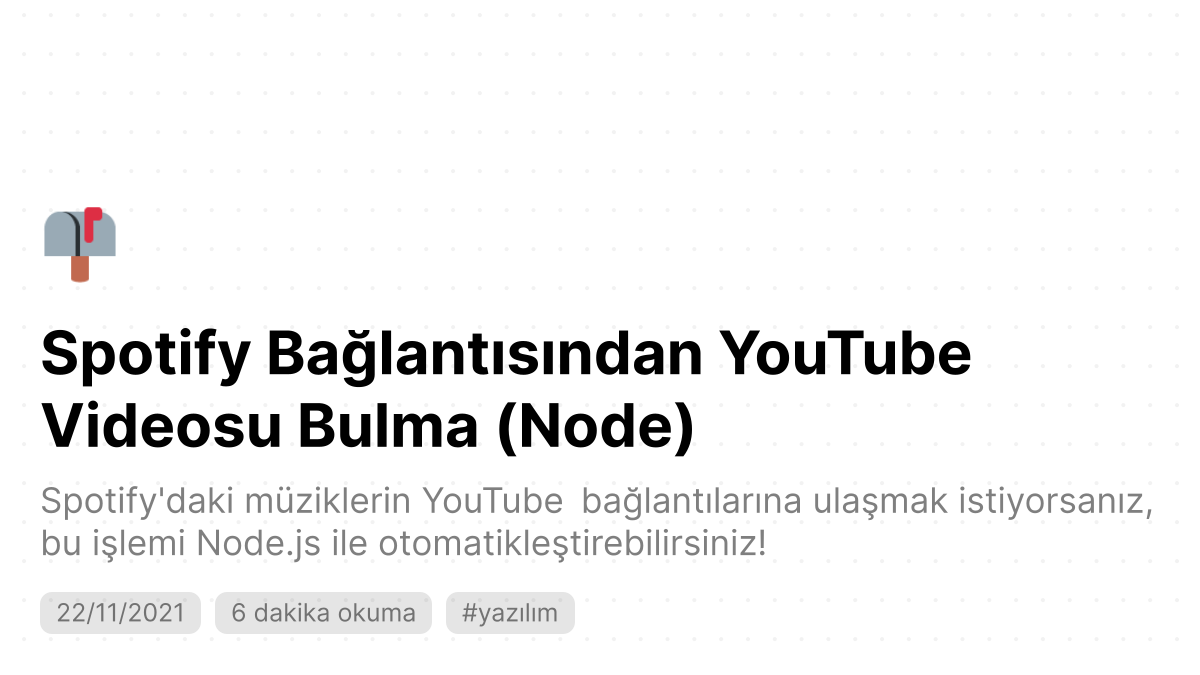 Spotify Bağlantısından YouTube
Videosu Bulma (Node)
Spotify'daki müziklerin YouTube bağlantılarına ulaşmak istiyorsanız,
bu işlemi Node.js ile otomatikleştirebilirsiniz!
22/11/2021 6 dakika okuma #yazılım